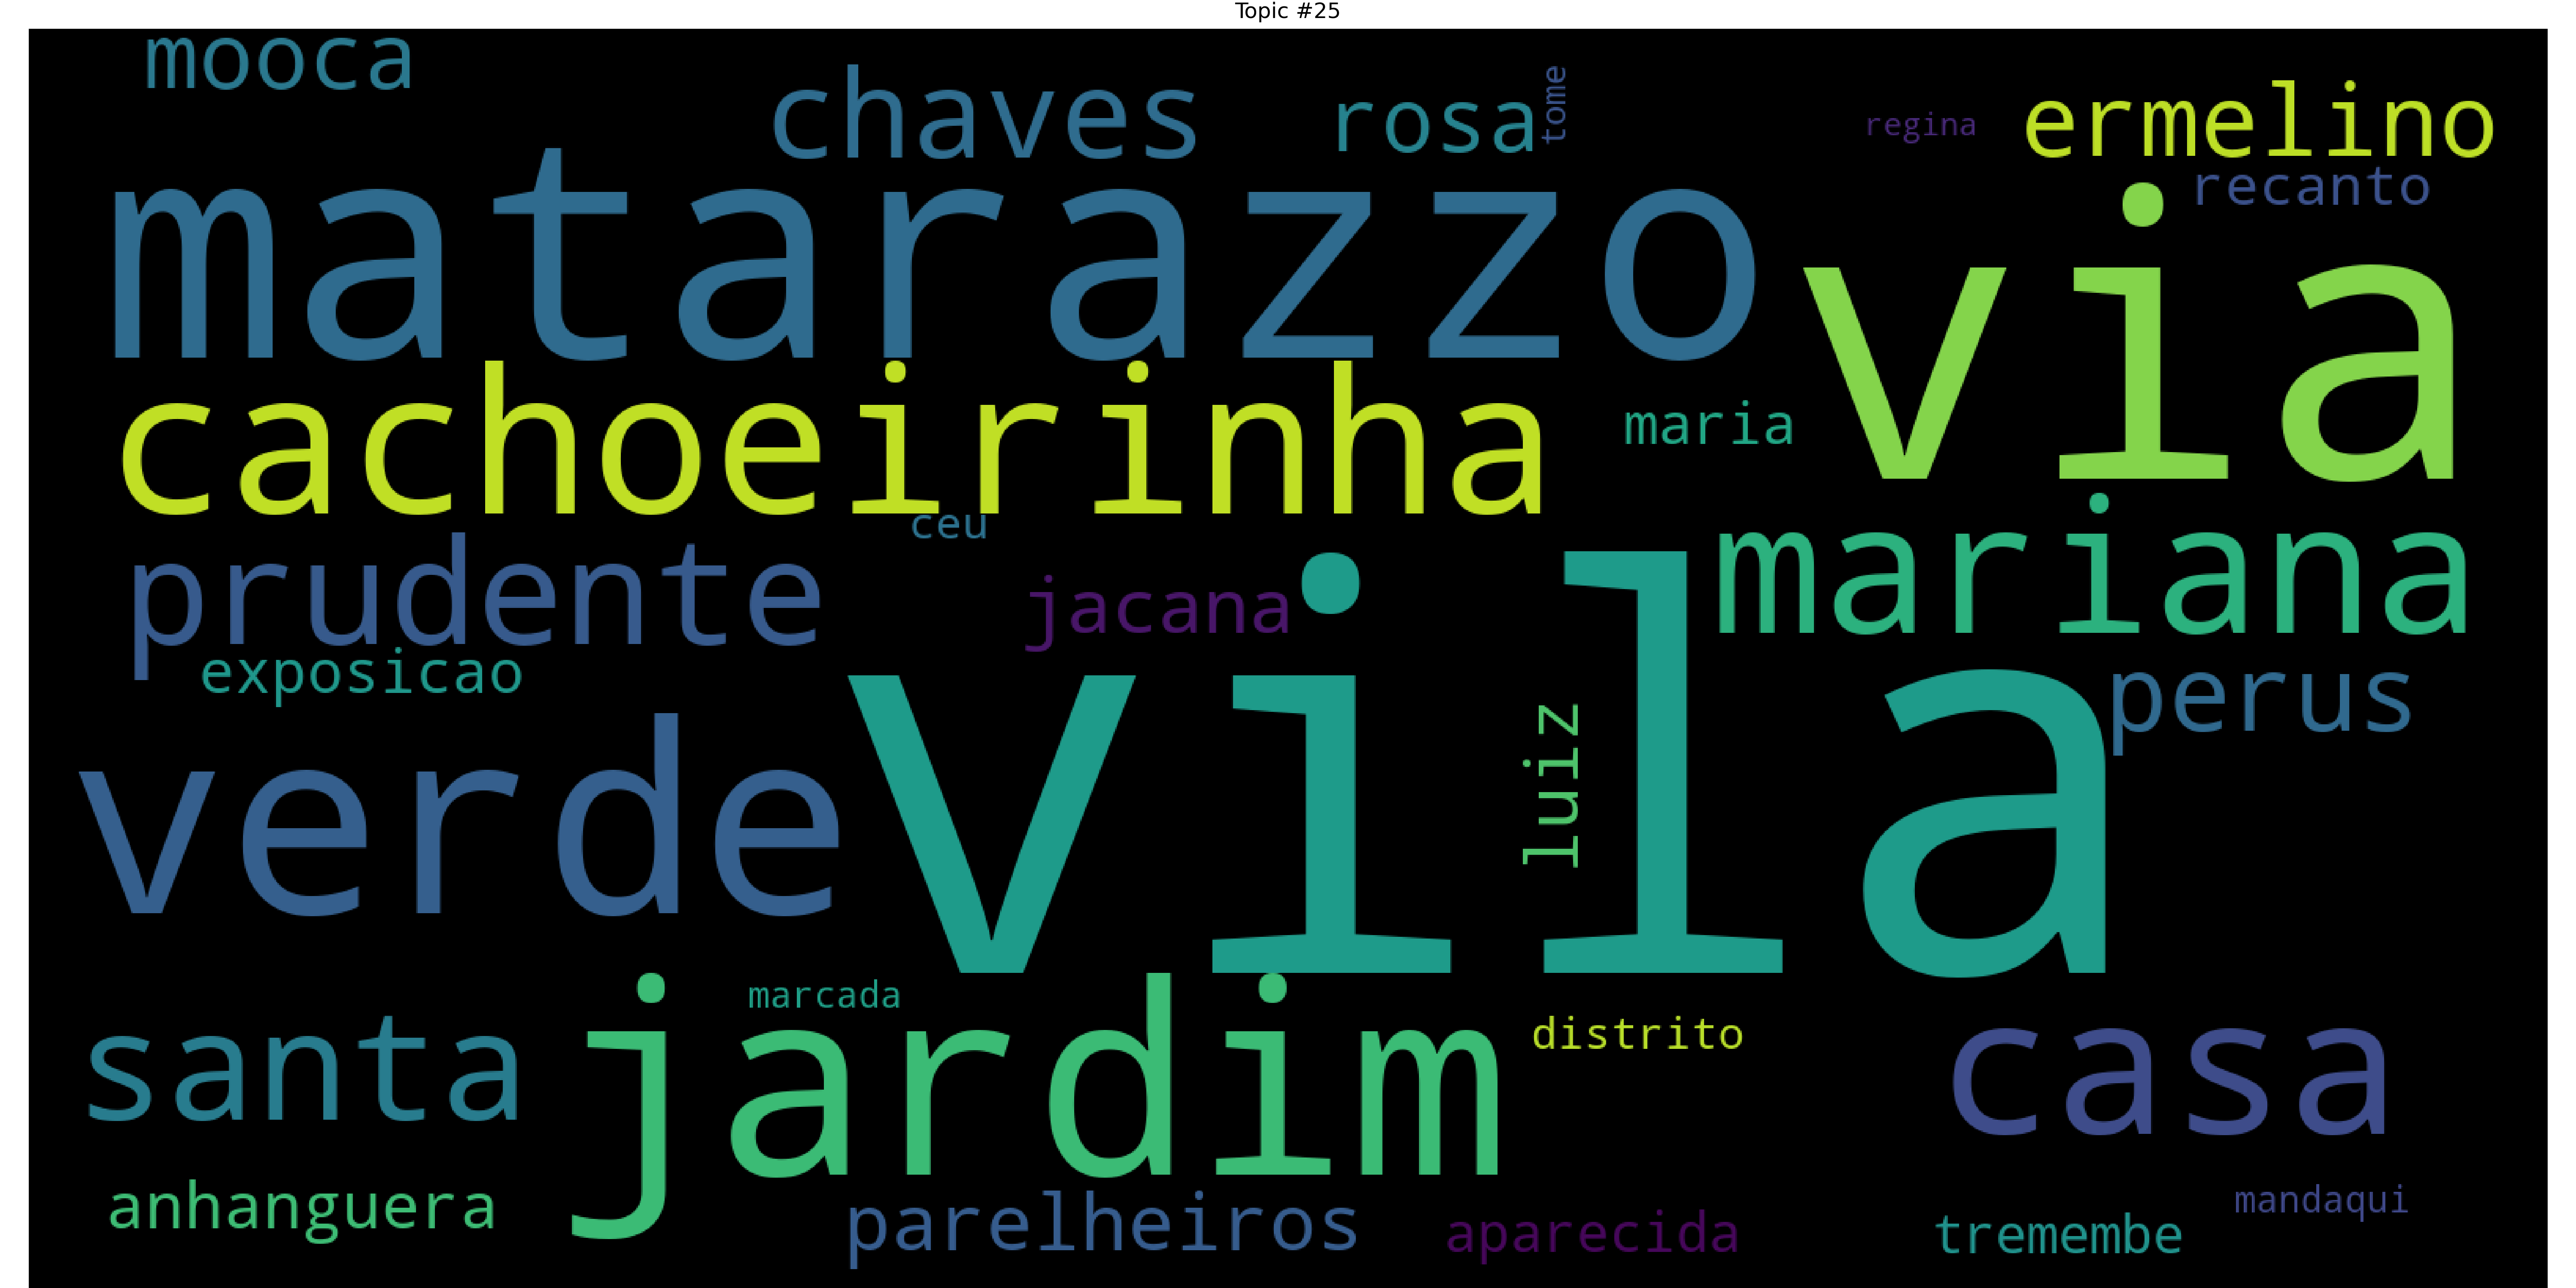 Topic #25
mooca
chaves
rosa
tome
regina
ermelino
recanto
matarazzo
via
cachoeirinha
maria
ceu
prudente
jacana
mariana
exposicao
perus
verde
vila
luiz
marcada
santa
jardim
distrito
casa
anhanguera
parelheiros
aparecida
tremembe
mandaqui